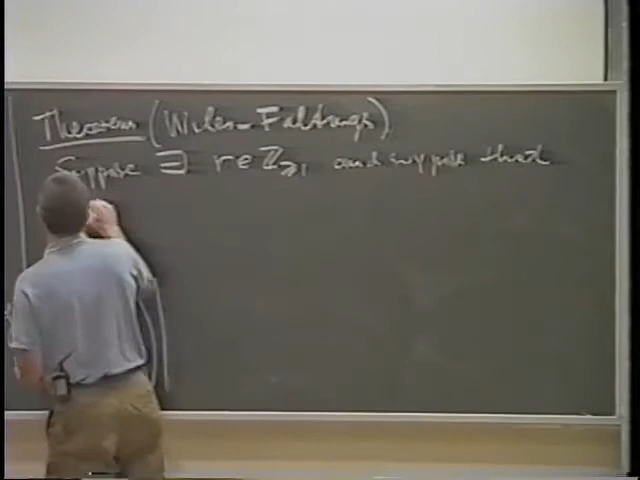 Theorem (Wiles-Faltings)
Suppose ∃ r ∈ ℤ≥1 and suppose that